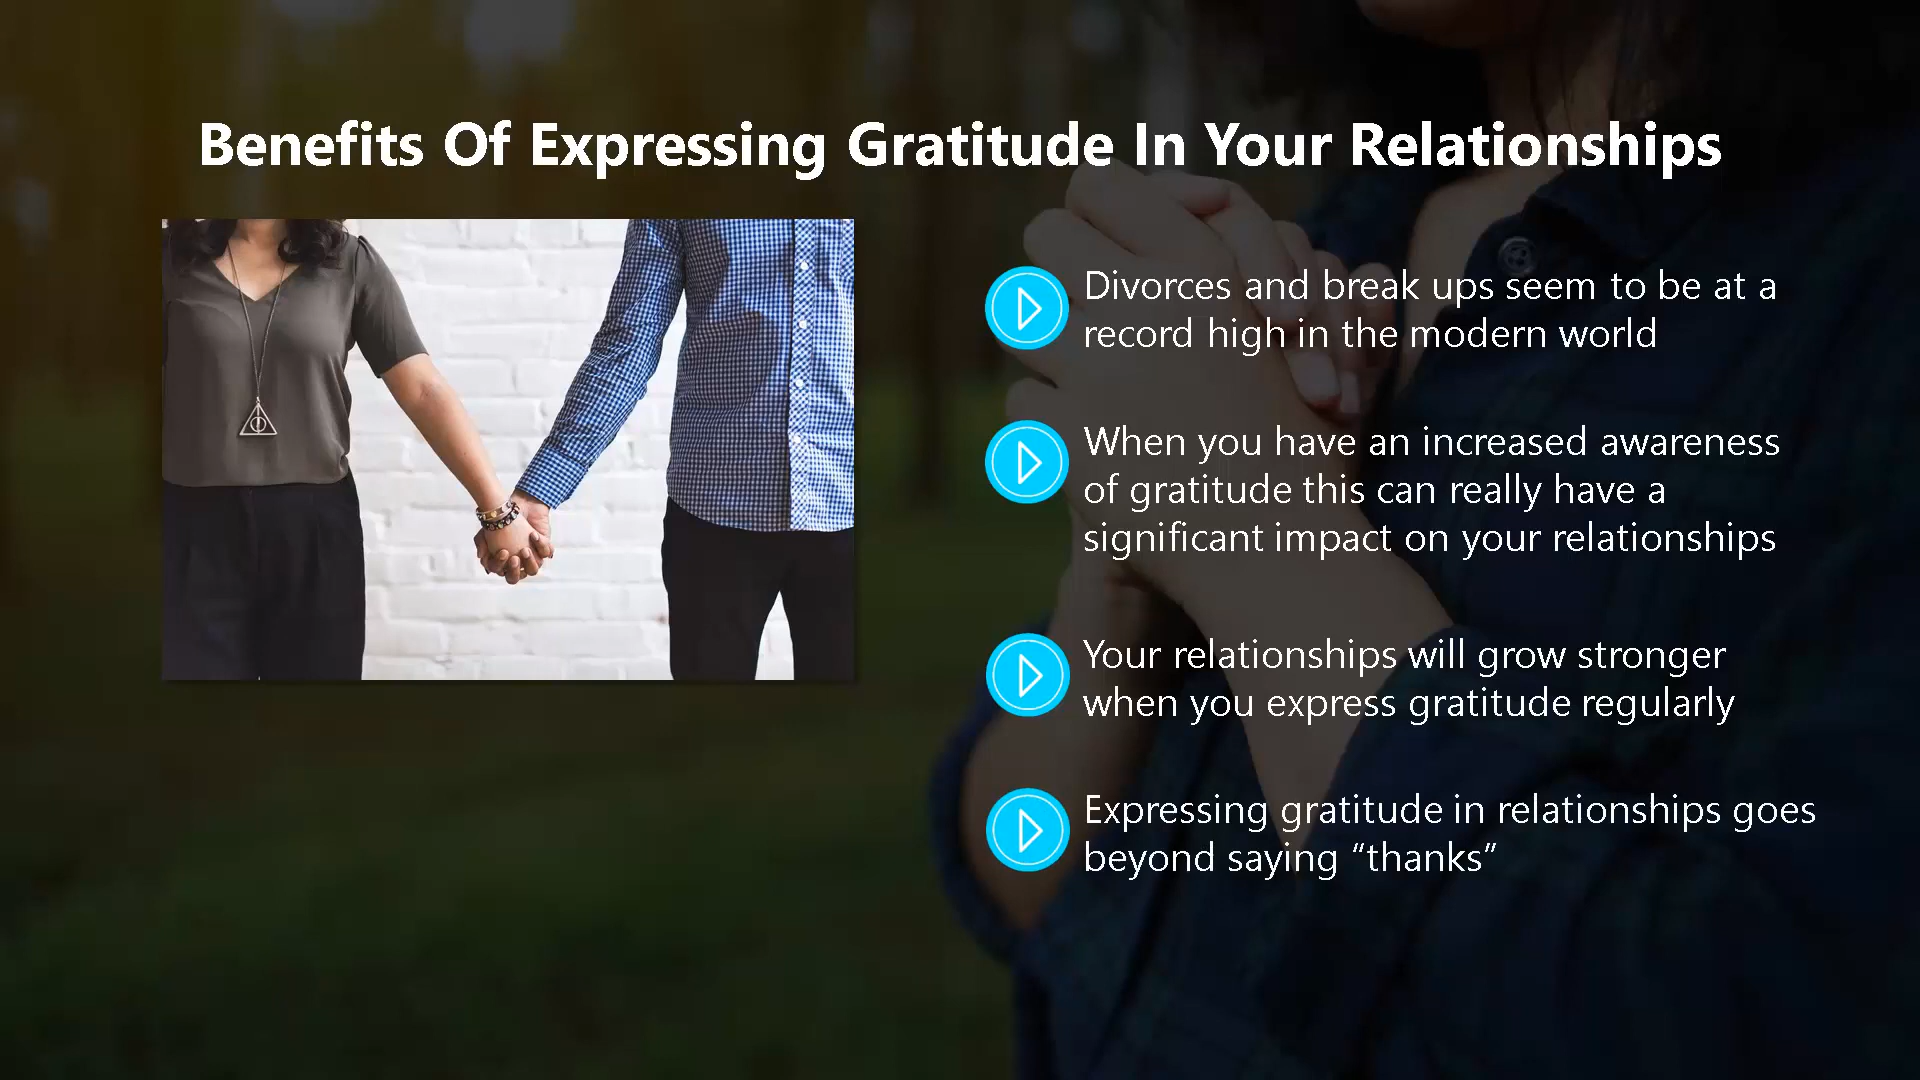 Benefits Of Expressing Gratitude In Your Relationships
Divorces and break ups seem to be at a
record high in the modern world
When you have an increased awareness
of gratitude this can really have a
significant impact on your relationships
Your relationships will grow stronger
when you express gratitude regularly
Expressing gratitude in relationships goes
beyond saying “thanks”